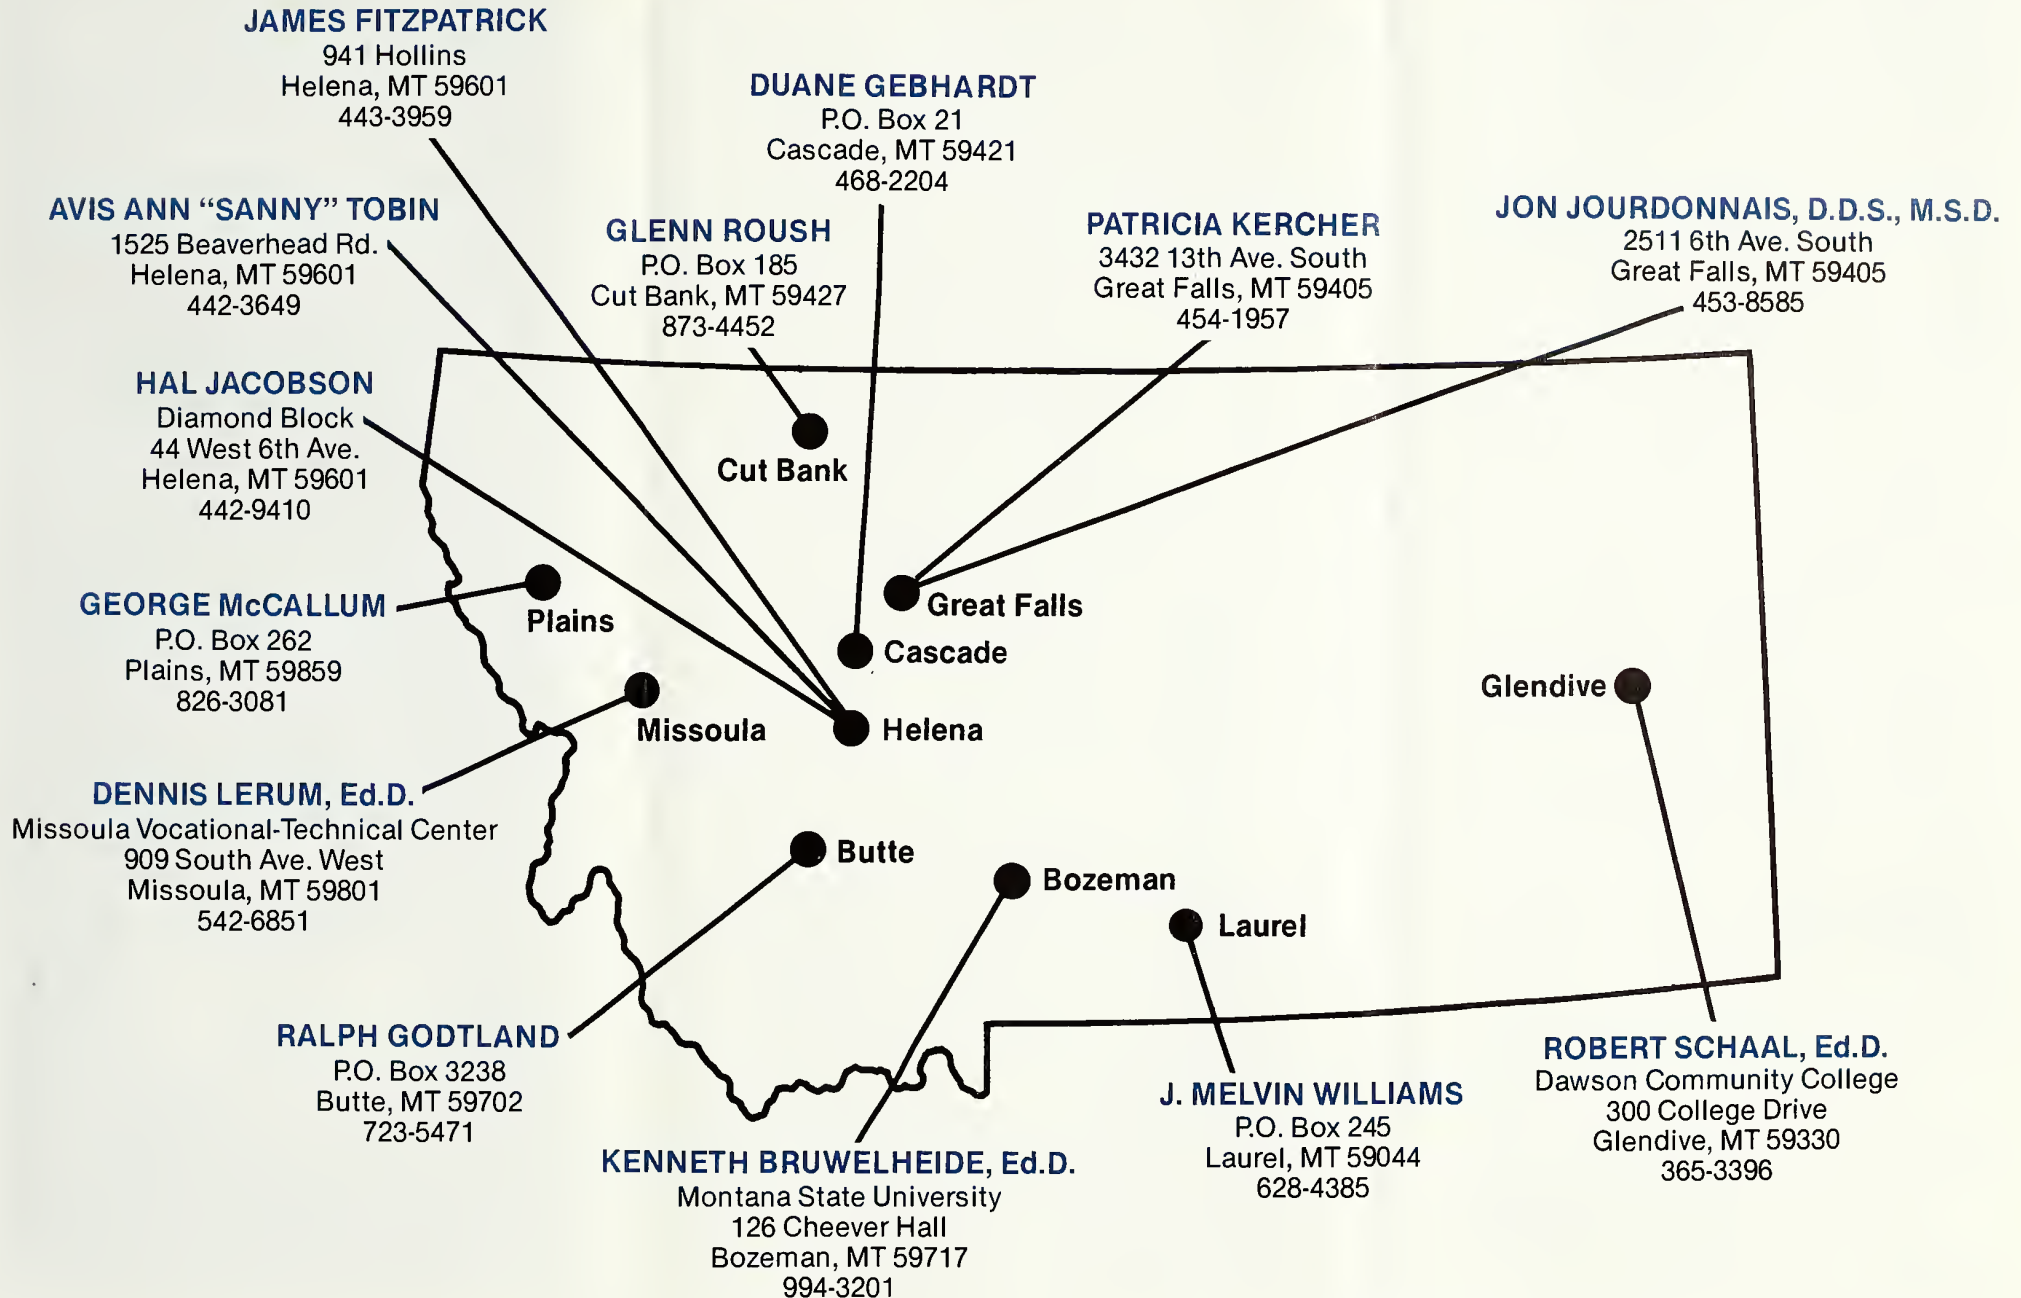 JAMES FITZPATRICK
941 Hollins
Helena, MT 59601
443-3959
DUANE GEBHARDT
P.O. Box 21
Cascade, MT 59421
468-2204
AVIS ANN “SANNY” TOBIN
1525 Beaverhead Rd.
Helena, MT 59601
442-3649
GLENN ROUSH
P.O. Box 185
Cut Bank, MT 59427
873-4452
PATRICIA KERCHER
3432 13th Ave. South
Great Falls, MT 59405
454-1957
JON JOURDONNAIS, D.D.S., M.S.D.
2511 6th Ave. South
Great Falls, MT 59405
453-8585
HAL JACOBSON
Diamond Block
44 West 6th Ave.
Helena, MT 59601
442-9410
Cut Bank
GEORGE McCALLUM
P.O. Box 262
Plains, MT 59859
826-3081
Plains
Great Falls
Cascade
Glendive
Missoula
Helena
DENNIS LERUM, Ed.D.
Missoula Vocational-Technical Center
909 South Ave. West
Missoula, MT 59801
542-6851
Butte
Bozeman
Laurel
RALPH GODTLAND
P.O. Box 3238
Butte, MT 59702
723-5471
KENNETH BRUWELHEIDE, Ed.D.
Montana State University
126 Cheever Hall
Bozeman, MT 59717
994-3201
J. MELVIN WILLIAMS
P.O. Box 245
Laurel, MT 59044
628-4385
ROBERT SCHAAL, Ed.D.
Dawson Community College
300 College Drive
Glendive, MT 59330
365-3396